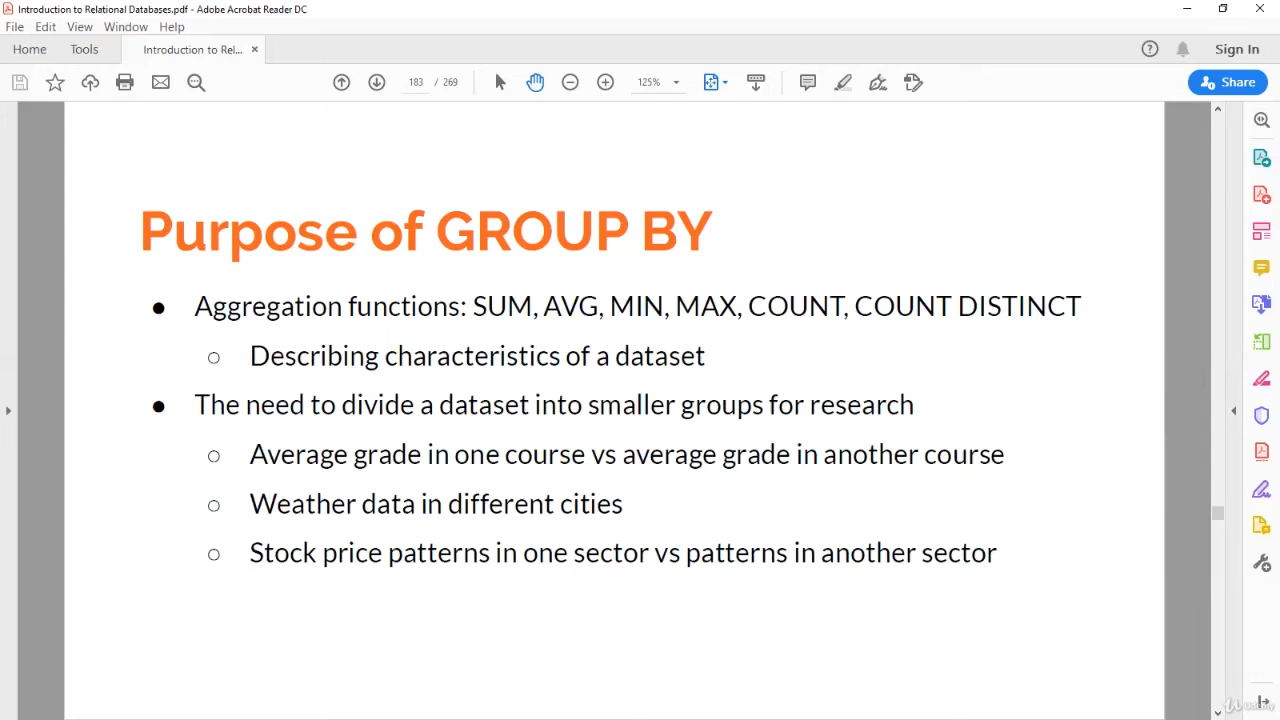 Introduction to Relational Databases.pdf - Adobe Acrobat Reader DC
File Edit View Window Help
Home Tools Introduction to Rel... × Sign In
183 / 269 125% Share
Purpose of GROUP BY
● Aggregation functions: SUM, AVG, MIN, MAX, COUNT, COUNT DISTINCT
○ Describing characteristics of a dataset
● The need to divide a dataset into smaller groups for research
○ Average grade in one course vs average grade in another course
○ Weather data in different cities
○ Stock price patterns in one sector vs patterns in another sector
Udemy